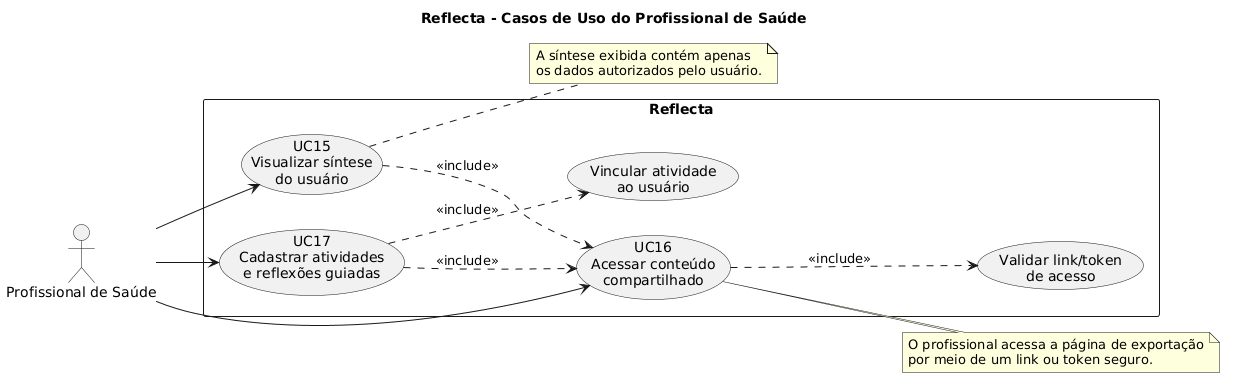 Reflecta - Casos de Uso do Profissional de Saúde
A síntese exibida contém apenas
os dados autorizados pelo usuário.
Reflecta
UC15
Visualizar síntese
do usuário
«include»
Vincular atividade
ao usuário
«include»
UC17
Cadastrar atividades
e reflexões guiadas
«include»
UC16
Acessar conteúdo
compartilhado
«include»
Validar link/token
de acesso
Profissional de Saúde
O profissional acessa a página de exportação
por meio de um link ou token seguro.